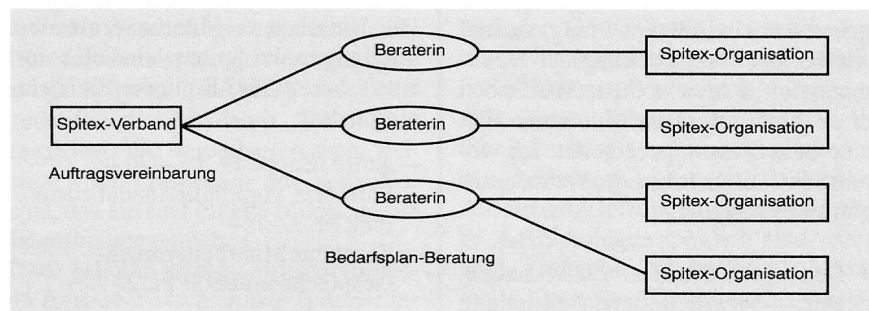 Beraterin
Spitex-Organisation
Spitex-Verband
Beraterin
Spitex-Organisation
Auftragsvereinbarung
Beraterin
Spitex-Organisation
Bedarfsplan-Beratung
Spitex-Organisation